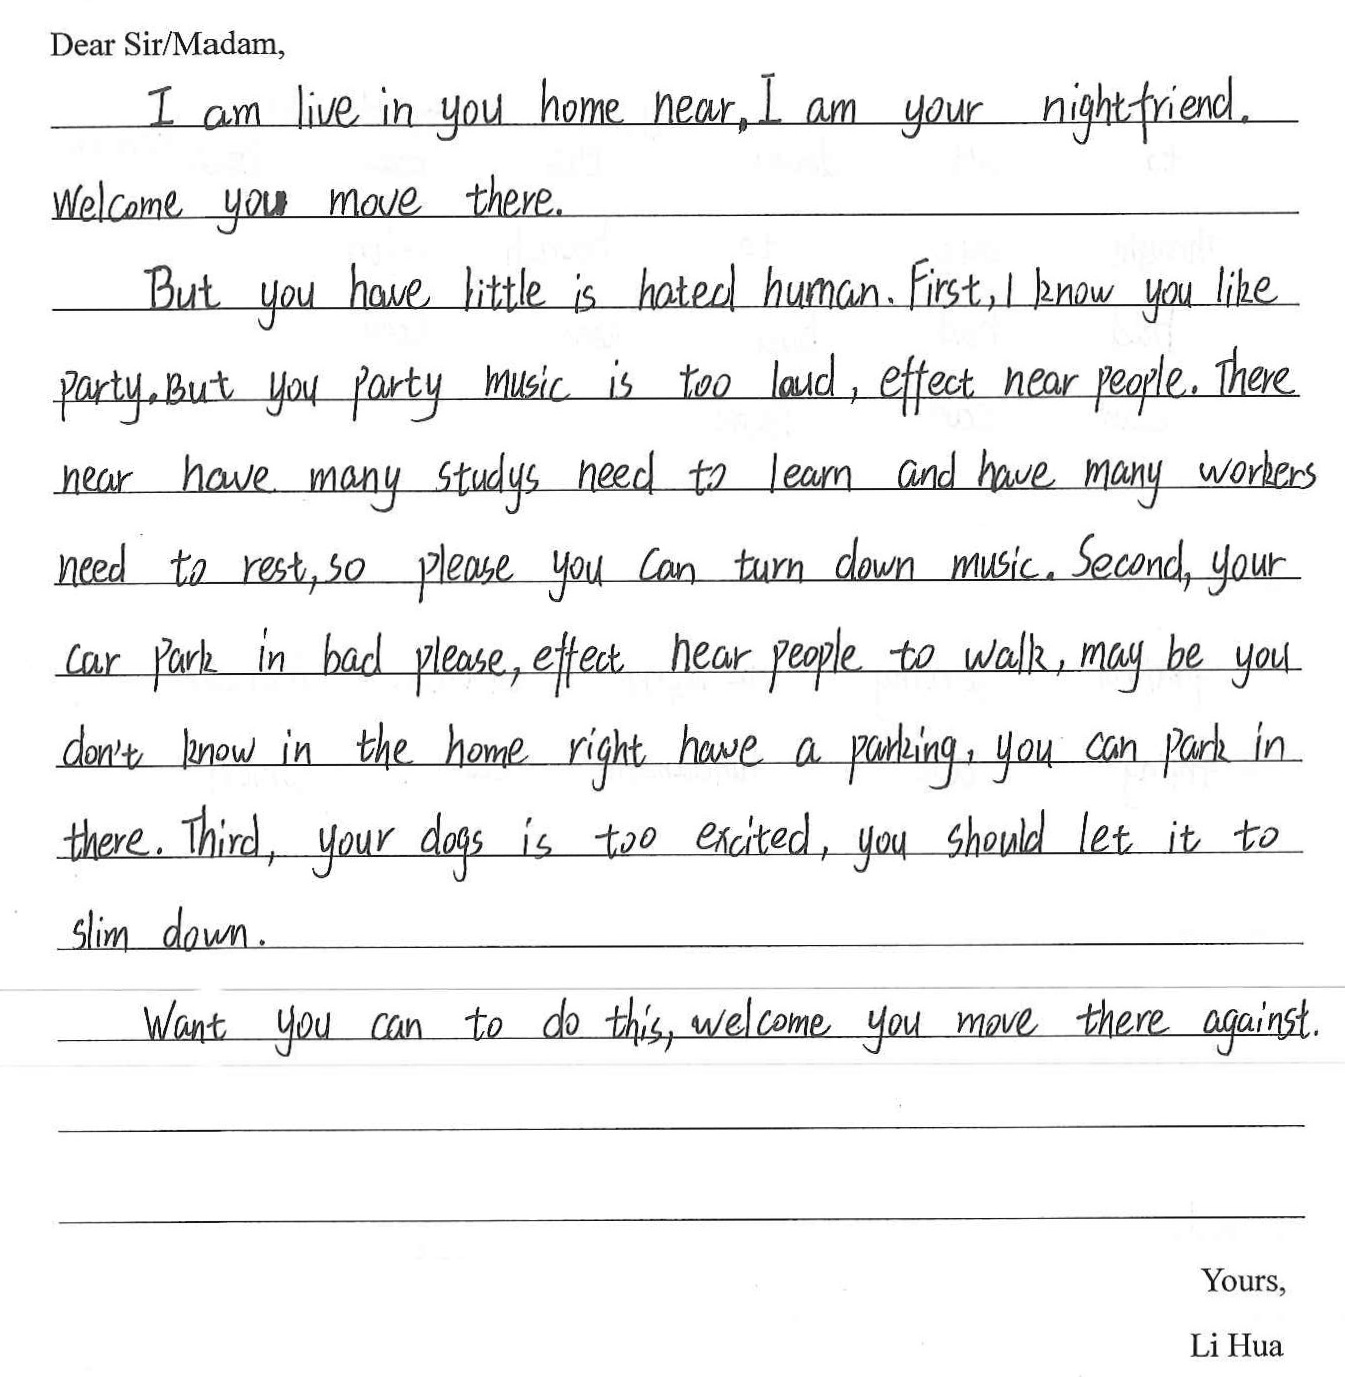 Dear Sir/Madam,
I am live in you home near, I am your nightfriend.
Welcome you move there.
But you have little is hated human. First, I know you like
party, But you party music is too loud, effect near people. There
near have many studys need to learn and have many workers
need to rest, so please you can turn down music. Second, your
car park in bad please, effect near people to walk, may be you
don't know in the home right have a parking, you can park in
there. Third, your dogs is too excited, you should let it to
slim down.
Want you can to do this, welcome you move there against.
Yours,
Li Hua